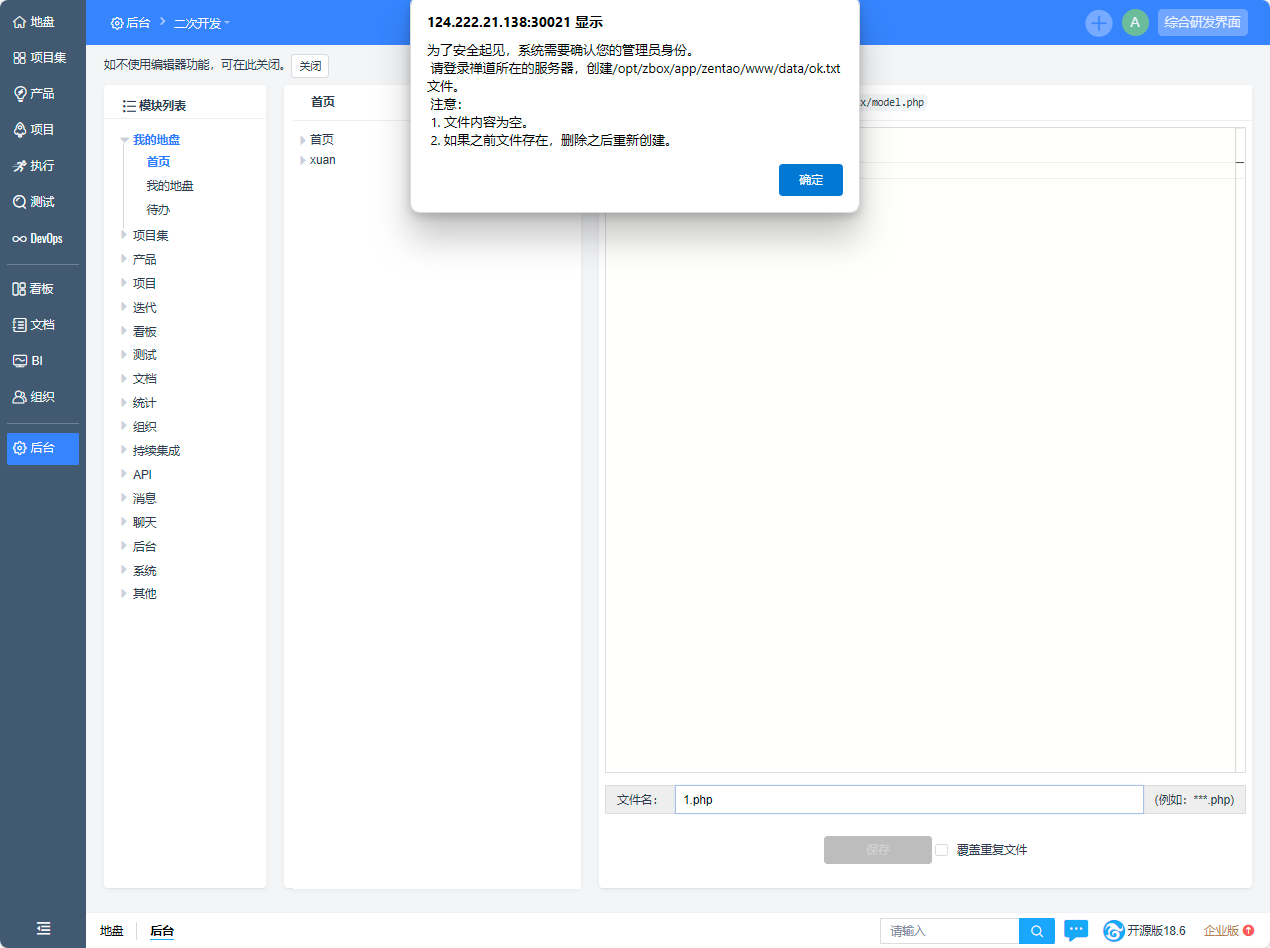 地盘
项目集
产品
项目
执行
测试
DevOps
看板
文档
BI
组织
后台
后台
二次开发
A
综合研发界面
如不使用编辑器功能，可在此关闭。
关闭
124.222.21.138:30021 显示
为了安全起见，系统需要确认您的管理员身份。
请登录禅道所在的服务器，创建/opt/zbox/app/zentao/www/data/ok.txt
文件。
注意：
1. 文件内容为空。
2. 如果之前文件存在，删除之后重新创建。
确定
模块列表
我的地盘
首页
我的地盘
待办
项目集
产品
项目
迭代
看板
测试
文档
统计
组织
持续集成
API
消息
聊天
后台
系统
其他
首页
首页
xuan
x/model.php
文件名：
1.php
(例如：***.php)
保存
覆盖重复文件
地盘
后台
请输入
开源版18.6
企业版